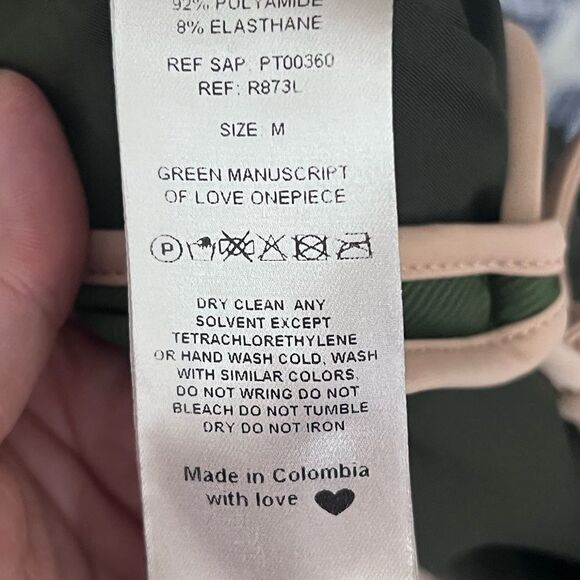 92% POLYAMIDE
8% ELASTHANE
REF SAP: PT00360
REF: R873L
SIZE: M
GREEN MANUSCRIPT
OF LOVE ONEPIECE
P
DRY CLEAN ANY
SOLVENT EXCEPT
TETRACHLORETHYLENE
OR HAND WASH COLD, WASH
WITH SIMILAR COLORS,
DO NOT WRING DO NOT
BLEACH DO NOT TUMBLE
DRY DO NOT IRON
Made in Colombia
with love